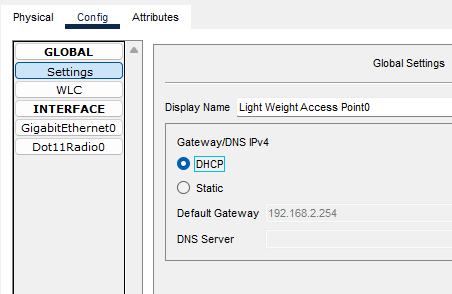 Physical Config Attributes
GLOBAL
Settings
WLC
INTERFACE
GigabitEthernet0
Dot11Radio0
Global Settings
Display Name Light Weight Access Point0
Gateway/DNS IPv4
DHCP
Static
Default Gateway 192.168.2.254
DNS Server